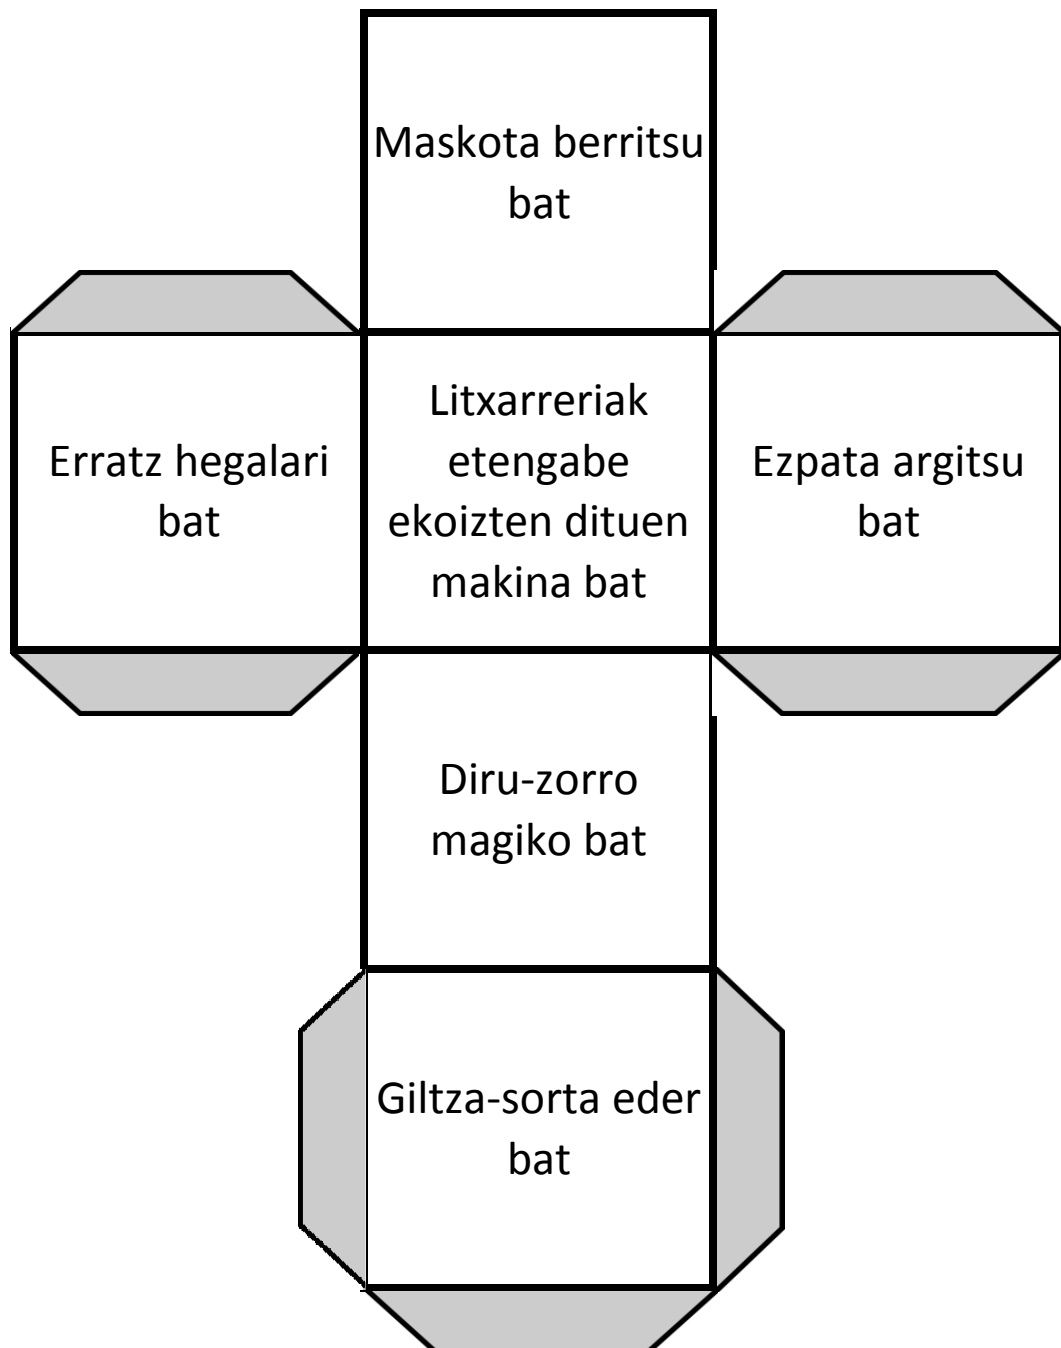 Maskota berritsu
bat
Erratz hegalari
bat
Litxarreriak
etengabe
ekoizten dituen
makina bat
Ezpata argitsu
bat
Diru-zorro
magiko bat
Giltza-sorta eder
bat